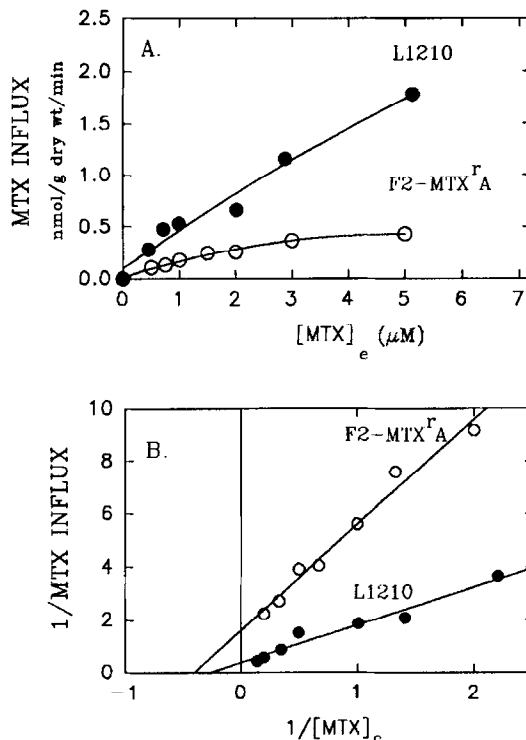 A.
L1210
F2-MTX^r A
MTX INFLUX
nmol/g dry wt/min
2.5
2.0
1.5
1.0
0.5
0.0
0 1 2 3 4 5 6 7
[MTX]e (μM)
B.
F2-MTX^r A
L1210
1/MTX INFLUX
10
8
6
4
2
0
-1 0 1 2
1/[MTX]